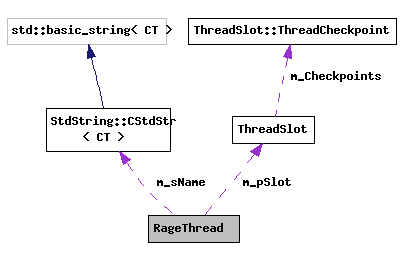 std::basic_string< CT >
ThreadSlot::ThreadCheckpoint
m_Checkpoints
StdString::CStdStr
< CT >
ThreadSlot
m_sName
m_pSlot
RageThread